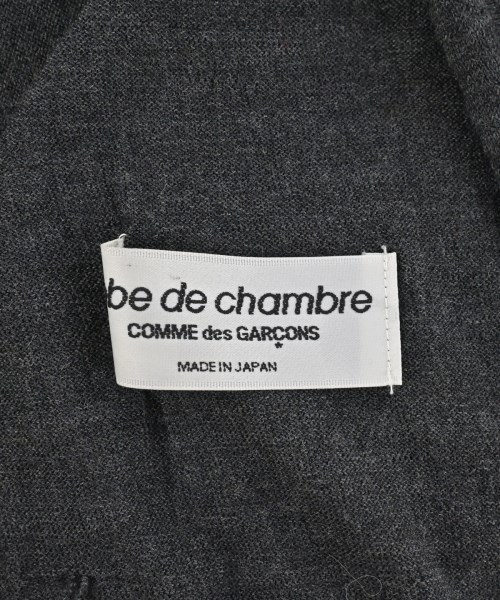 be de chambre
COMME des GARÇONS
MADE IN JAPAN